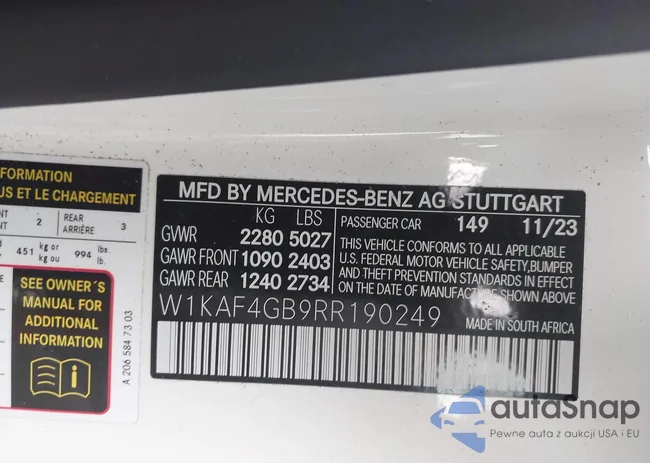 FORMATION
US ET LE CHARGEMENT
NT 2 REAR 3
NT ARRIÈRE
451 kg or 994 lbs.
kg ou lb.
SEE OWNER'S
MANUAL FOR
ADDITIONAL
INFORMATION
A 206 584 73 03
MFD BY MERCEDES-BENZ AG STUTTGART
KG LBS PASSENGER CAR 149 11/23
GVWR 2280 5027
GAWR FRONT 1090 2403
GAWR REAR 1240 2734
THIS VEHICLE CONFORMS TO ALL APPLICABLE
U.S. FEDERAL MOTOR VEHICLE SAFETY, BUMPER
AND THEFT PREVENTION STANDARDS IN EFFECT
ON THE DATE OF MANUFACTURE SHOWN ABOVE.
W1KAF4GB9RR190249
MADE IN SOUTH AFRICA
autoSnap
Pewne auta z aukcji USA i EU